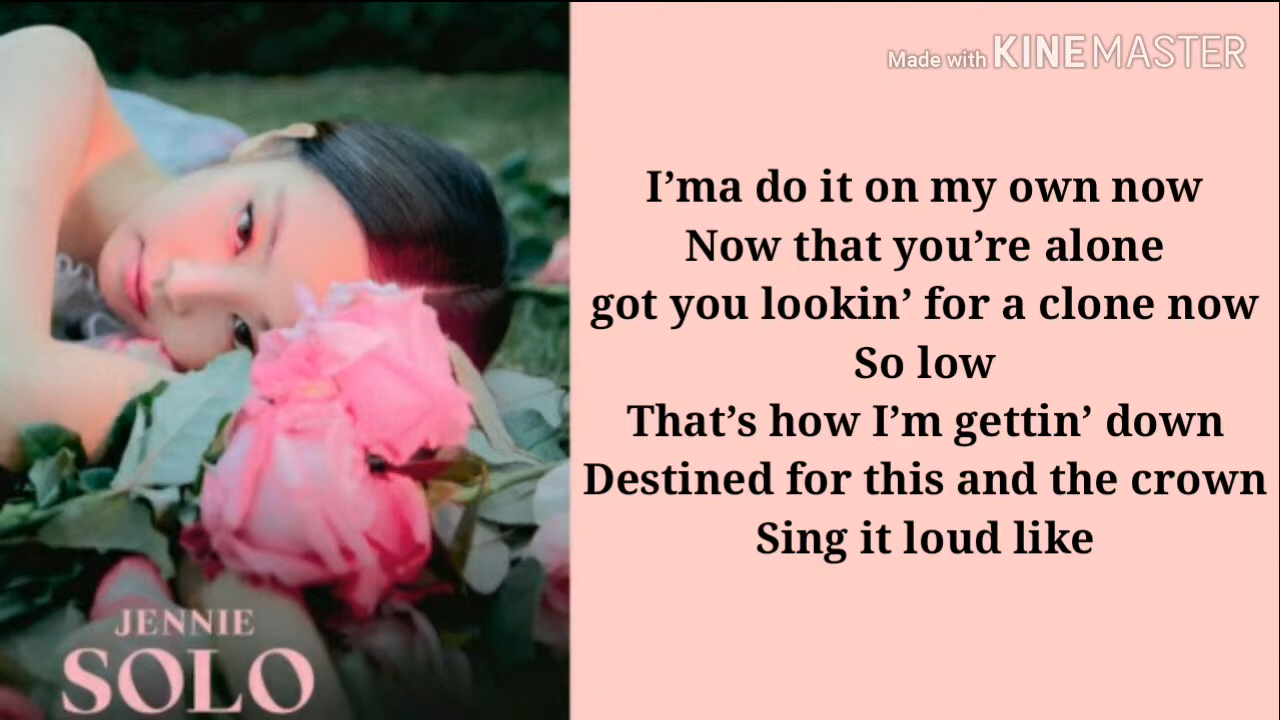 Made with KINEMASTER
I’ma do it on my own now
Now that you’re alone
got you lookin’ for a clone now
So low
That’s how I’m gettin’ down
Destined for this and the crown
Sing it loud like
JENNIE
SOLO